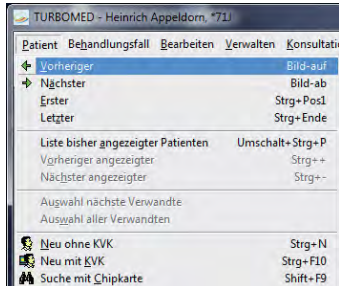 TURBOMED - Heinrich Appeldorn, *71J
Patient Behandlungsfall Bearbeiten Verwalten Konsultati
Vorheriger Bild-auf
Nächster Bild-ab
Erster Strg+Pos1
Letzter Strg+Ende
Liste bisher angezeigter Patienten Umschalt+Strg+P
Vorheriger angezeigter Strg++
Nächster angezeigter Strg+-
Auswahl nächste Verwandte
Auswahl aller Verwandten
Neu ohne KVK Strg+N
Neu mit KVK Strg+F10
Suche mit Chipkarte Shift+F9